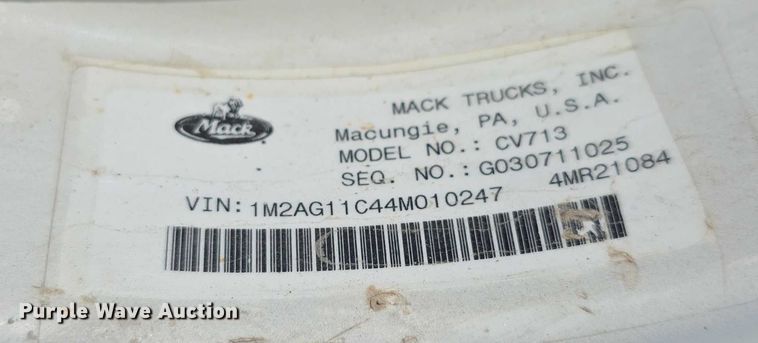 Mack
MACK TRUCKS, INC.
Macungie, PA, U.S.A.
MODEL NO.: CV713
SEQ. NO.: G030711025
4MR21084
VIN: 1M2AG11C44M010247
Purple Wave Auction